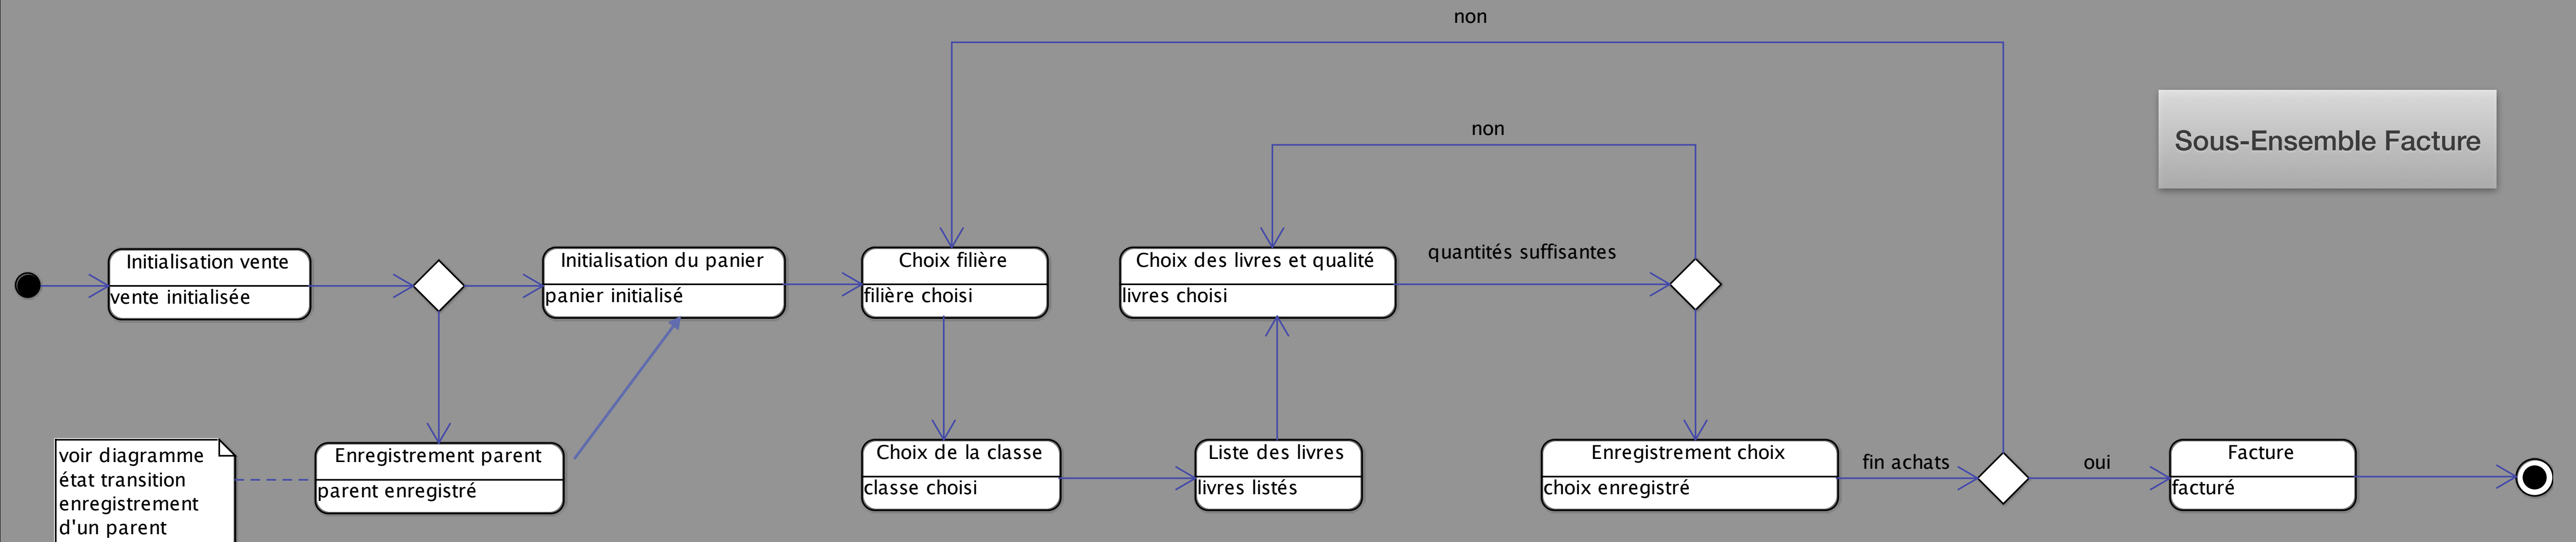 non
non
Sous-Ensemble Facture
Initialisation vente
vente initialisée
Initialisation du panier
panier initialisé
Choix filière
filière choisi
Choix des livres et qualité
livres choisi
quantités suffisantes
voir diagramme
état transition
enregistrement
d'un parent
Enregistrement parent
parent enregistré
Choix de la classe
classe choisi
Liste des livres
livres listés
Enregistrement choix
choix enregistré
fin achats
oui
Facture
facturé